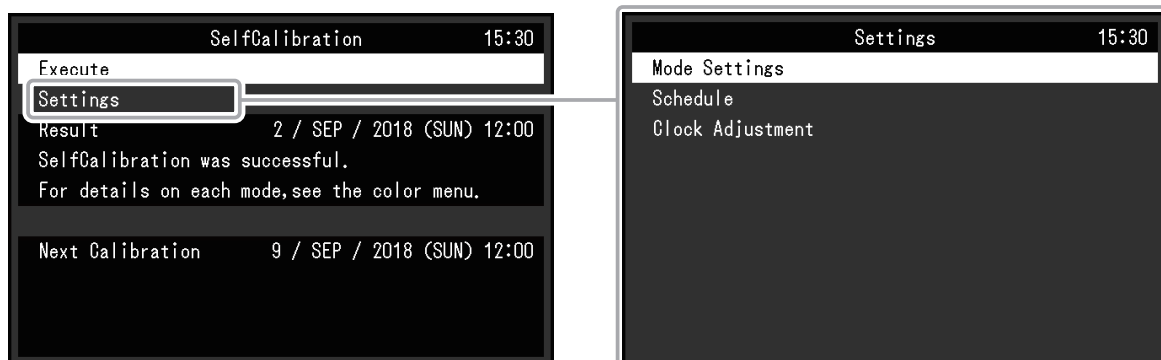 SelfCalibration 15:30
Execute
Settings
Result 2 / SEP / 2018 (SUN) 12:00
SelfCalibration was successful.
For details on each mode,see the color menu.
Next Calibration 9 / SEP / 2018 (SUN) 12:00
Settings 15:30
Mode Settings
Schedule
Clock Adjustment